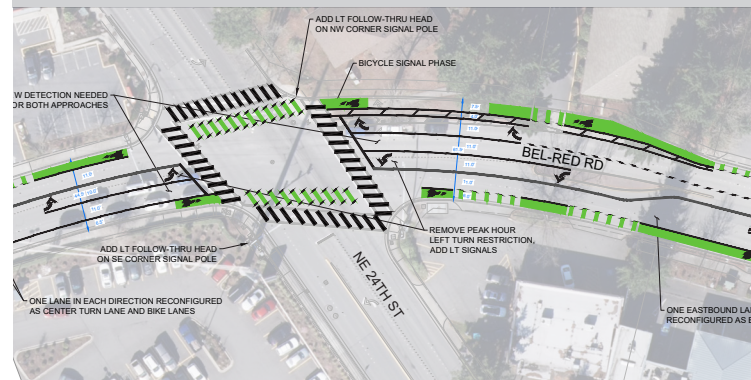 ADD LT FOLLOW-THRU HEAD
ON NW CORNER SIGNAL POLE
BICYCLE SIGNAL PHASE
W DETECTION NEEDED
OR BOTH APPROACHES
BEL-RED RD
REMOVE PEAK HOUR
LEFT TURN RESTRICTION,
ADD LT SIGNALS
ADD LT FOLLOW-THRU HEAD
ON SE CORNER SIGNAL POLE
NE 24TH ST
ONE LANE IN EACH DIRECTION RECONFIGURED
AS CENTER TURN LANE AND BIKE LANES
ONE EASTBOUND LA
RECONFIGURED AS